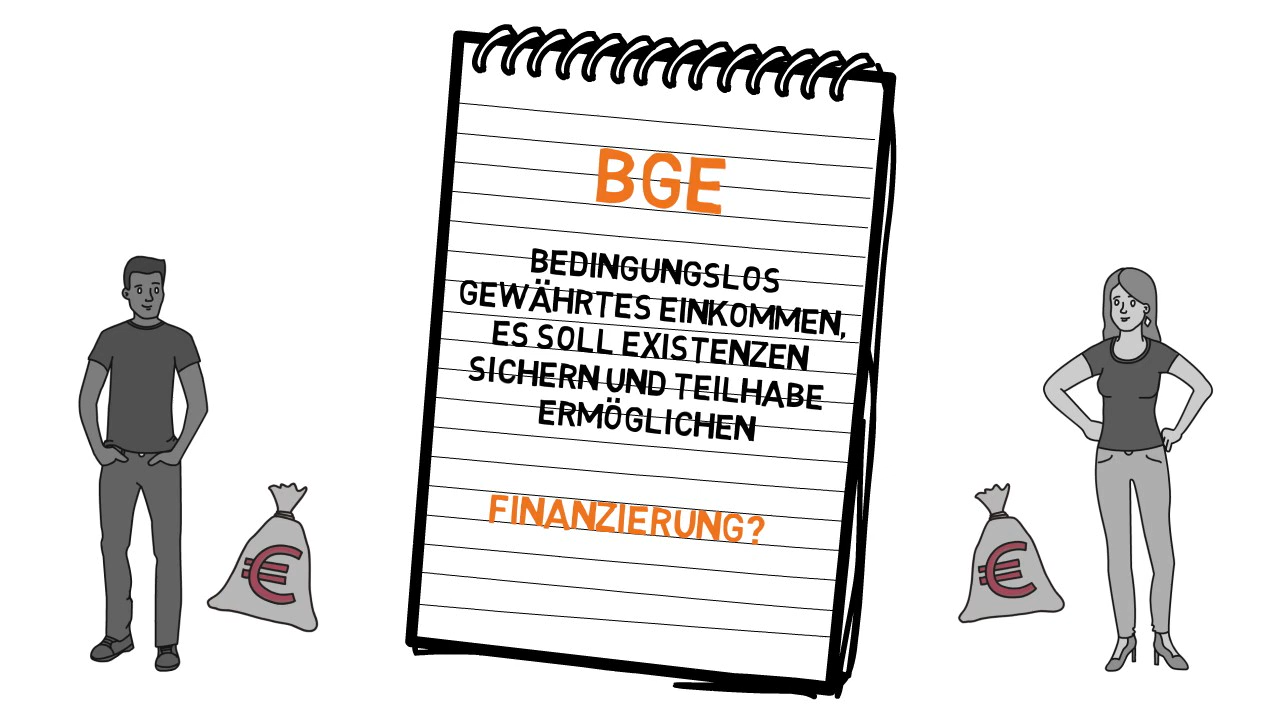 BGE
BEDINGUNGSLOS
GEWÄHRTES EINKOMMEN,
ES SOLL EXISTENZEN
SICHERN UND TEILHABE
ERMÖGLICHEN
FINANZIERUNG?
€
€